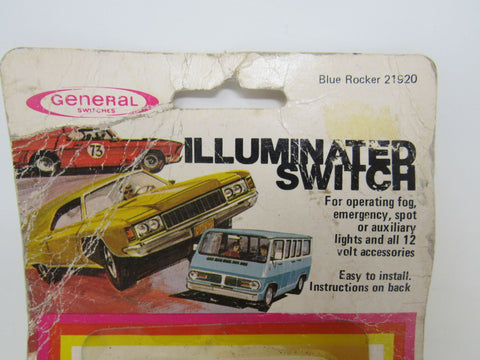 Blue Rocker 21920
General
SWITCHES
73
ILLUMINATED
SWITCH
For operating fog,
emergency, spot
or auxiliary
lights and all 12
volt accessories
Easy to install.
Instructions on back